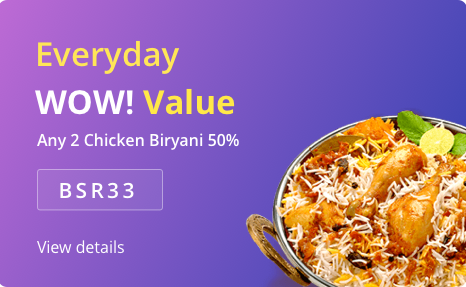 Everyday
WOW! Value
Any 2 Chicken Biryani 50%
BSR33
View details